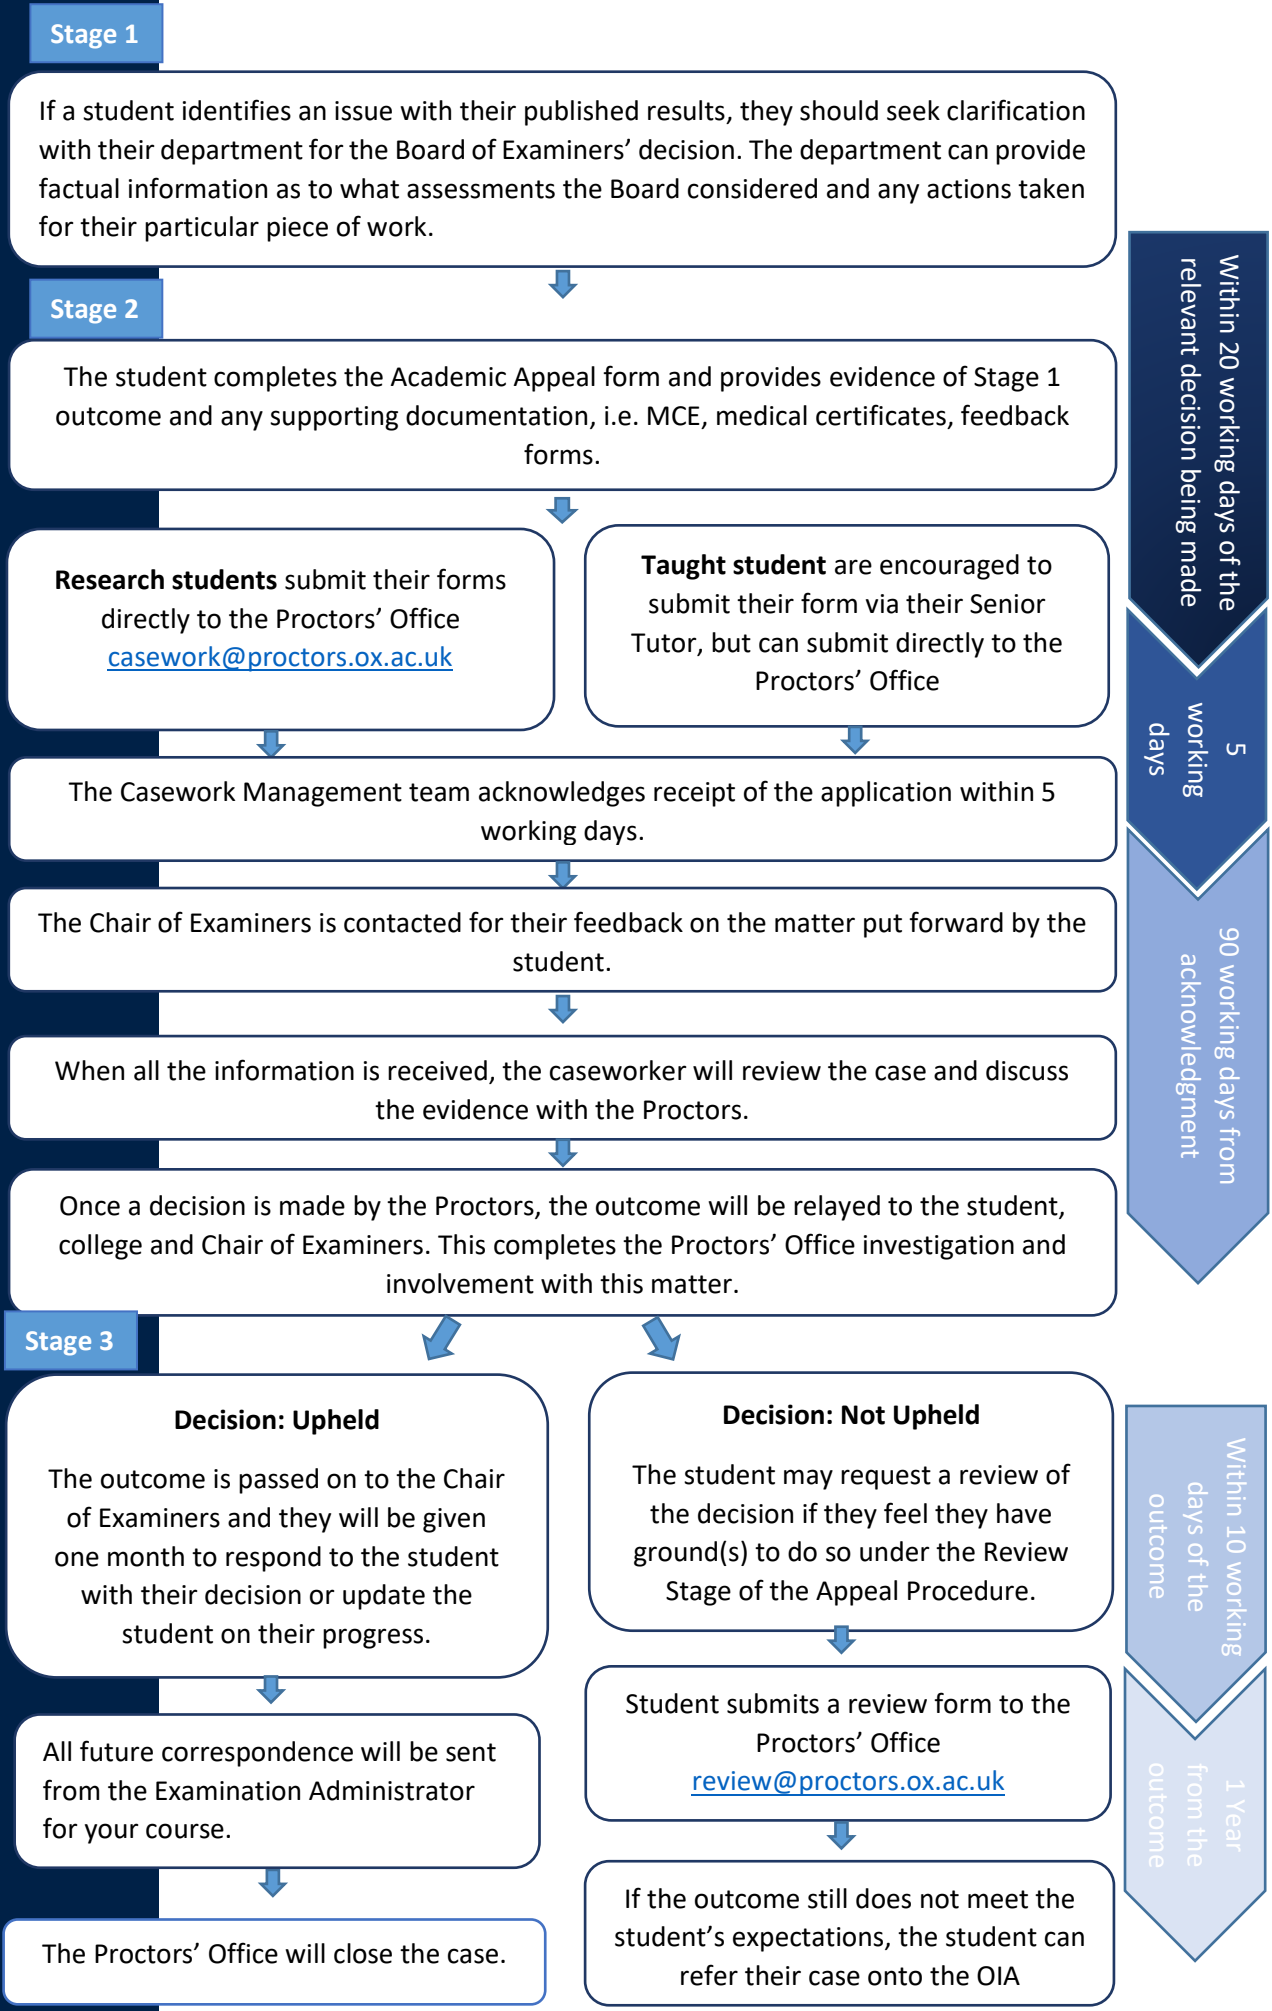 Stage 1
If a student identifies an issue with their published results, they should seek clarification
with their department for the Board of Examiners’ decision. The department can provide
factual information as to what assessments the Board considered and any actions taken
for their particular piece of work.
Within 20 working days of the
relevant decision being made
Stage 2
The student completes the Academic Appeal form and provides evidence of Stage 1
outcome and any supporting documentation, i.e. MCE, medical certificates, feedback
forms.
Research students submit their forms
directly to the Proctors’ Office
casework@proctors.ox.ac.uk
Taught student are encouraged to
submit their form via their Senior
Tutor, but can submit directly to the
Proctors’ Office
5
working
days
The Casework Management team acknowledges receipt of the application within 5
working days.
The Chair of Examiners is contacted for their feedback on the matter put forward by the
student.
90 working days from
acknowledgment
When all the information is received, the caseworker will review the case and discuss
the evidence with the Proctors.
Once a decision is made by the Proctors, the outcome will be relayed to the student,
college and Chair of Examiners. This completes the Proctors’ Office investigation and
involvement with this matter.
Stage 3
Decision: Upheld
The outcome is passed on to the Chair
of Examiners and they will be given
one month to respond to the student
with their decision or update the
student on their progress.
Decision: Not Upheld
The student may request a review of
the decision if they feel they have
ground(s) to do so under the Review
Stage of the Appeal Procedure.
Within 10 working
days of the
outcome
All future correspondence will be sent
from the Examination Administrator
for your course.
Student submits a review form to the
Proctors’ Office
review@proctors.ox.ac.uk
1 Year
from the
outcome
The Proctors’ Office will close the case.
If the outcome still does not meet the
student’s expectations, the student can
refer their case onto the OIA